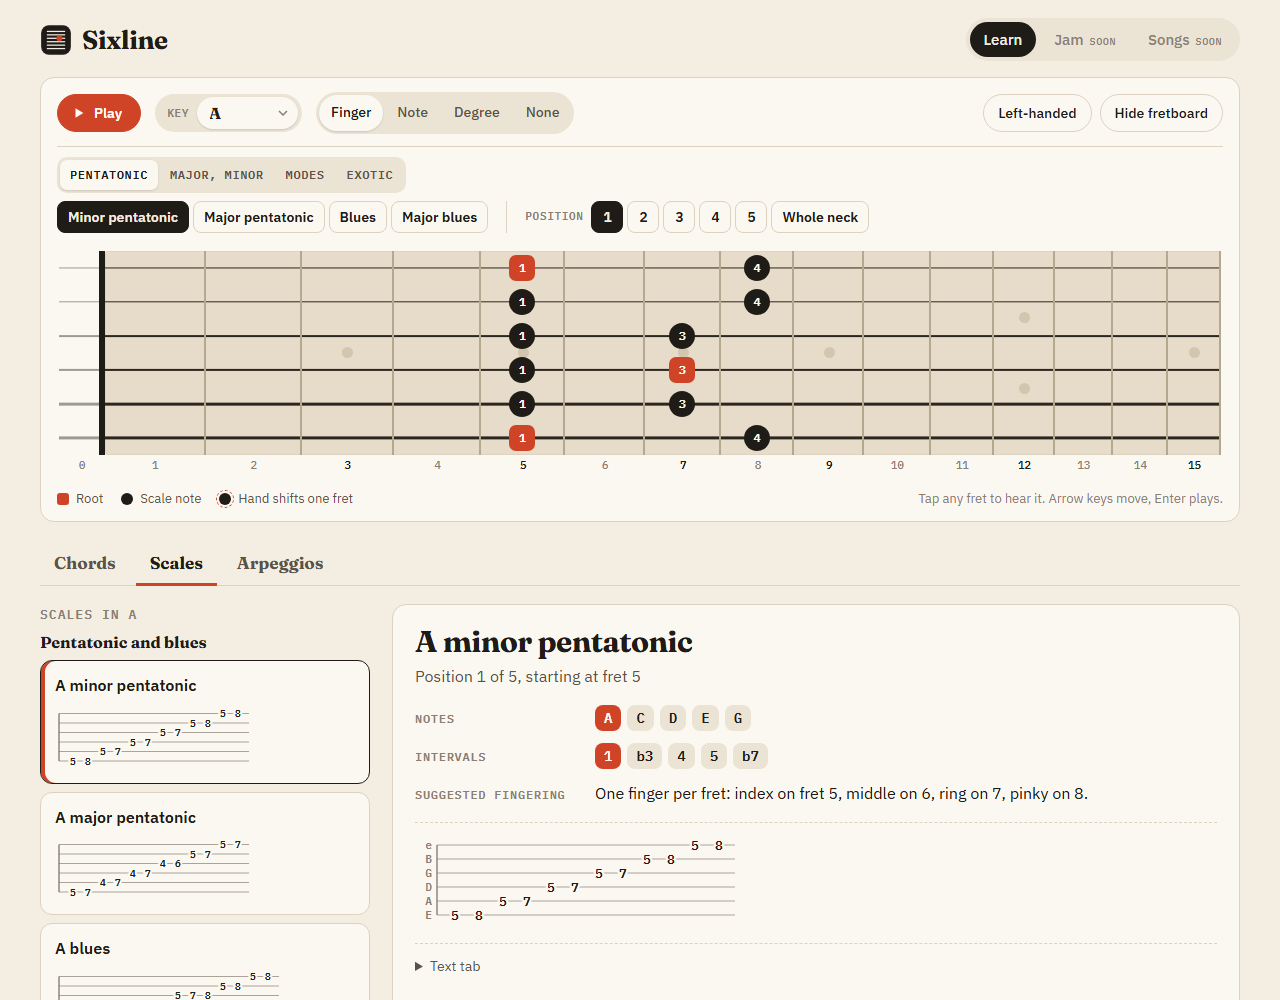 Sixline
Learn Jam SOON Songs SOON
Play KEY A Finger Note Degree None Left-handed Hide fretboard
PENTATONIC MAJOR, MINOR MODES EXOTIC
Minor pentatonic Major pentatonic Blues Major blues POSITION 1 2 3 4 5 Whole neck
1 4
1 4
1 3
1 3
1 3
1 4
0 1 2 3 4 5 6 7 8 9 10 11 12 13 14 15
Root Scale note Hand shifts one fret Tap any fret to hear it. Arrow keys move, Enter plays.
Chords Scales Arpeggios
SCALES IN A
Pentatonic and blues
A minor pentatonic
5 8
5 8
5 7
5 7
5 7
5 8
A major pentatonic
5 7
5 7
4 6
4 7
4 7
5 7
A blues
5 8
5 8
5 7 8
A minor pentatonic
Position 1 of 5, starting at fret 5
NOTES A C D E G
INTERVALS 1 b3 4 5 b7
SUGGESTED FINGERING One finger per fret: index on fret 5, middle on 6, ring on 7, pinky on 8.
e 5 8
B 5 8
G 5 7
D 5 7
A 5 7
E 5 8
Text tab